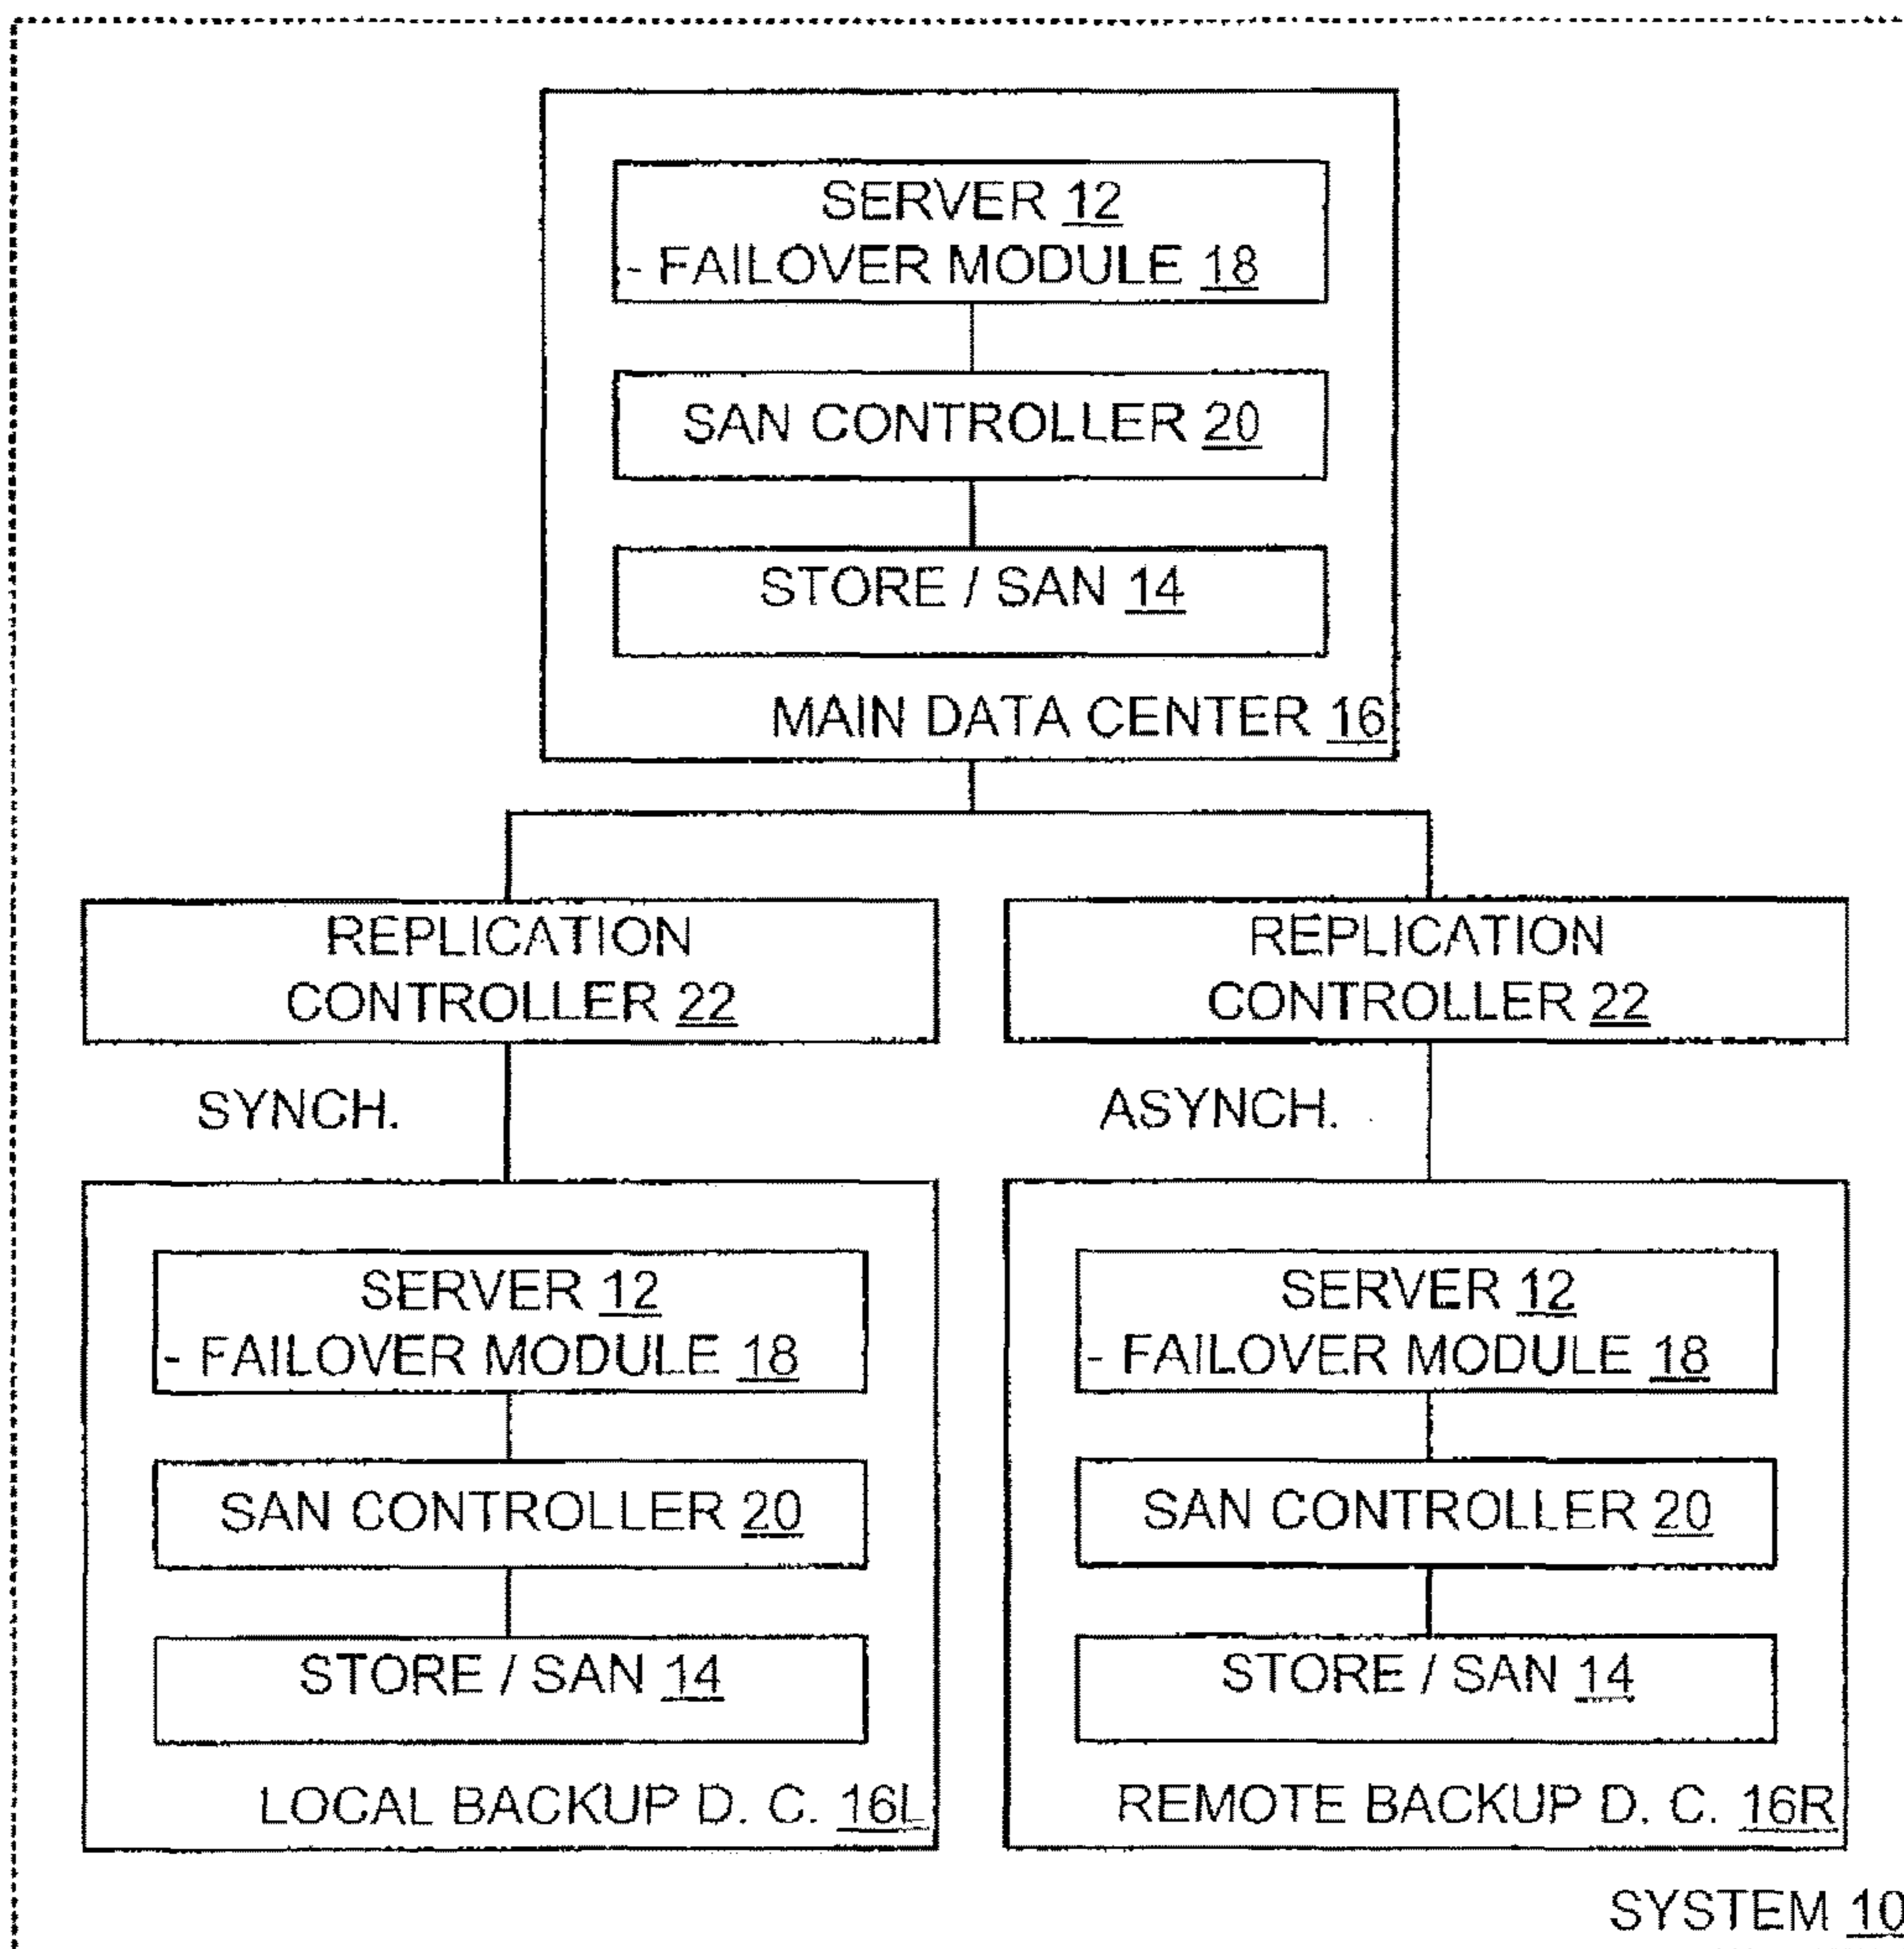 SERVER 12
- FAILOVER MODULE 18
SAN CONTROLLER 20
STORE / SAN 14
MAIN DATA CENTER 16
REPLICATION
CONTROLLER 22
REPLICATION
CONTROLLER 22
SYNCH.
ASYNCH.
SERVER 12
- FAILOVER MODULE 18
SAN CONTROLLER 20
STORE / SAN 14
LOCAL BACKUP D. C. 16L
SERVER 12
- FAILOVER MODULE 18
SAN CONTROLLER 20
STORE / SAN 14
REMOTE BACKUP D. C. 16R
SYSTEM 10